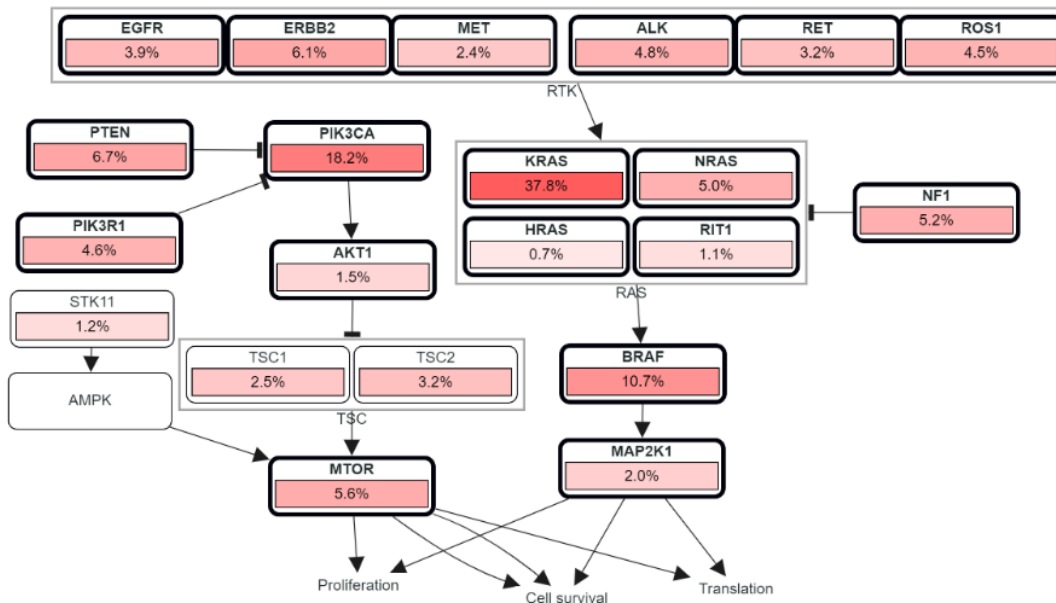 EGFR ERBB2 MET ALK RET ROS1
3.9% 6.1% 2.4% 4.8% 3.2% 4.5%
RTK
PTEN PIK3CA
6.7% 18.2%
KRAS NRAS
37.8% 5.0%
NF1
5.2%
PIK3R1
4.6%
HRAS RIT1
0.7% 1.1%
AKT1
1.5%
RAS
STK11
1.2%
TSC1 TSC2
2.5% 3.2%
TSC
BRAF
10.7%
AMPK
MTOR
5.6%
MAP2K1
2.0%
Proliferation
Cell survival
Translation